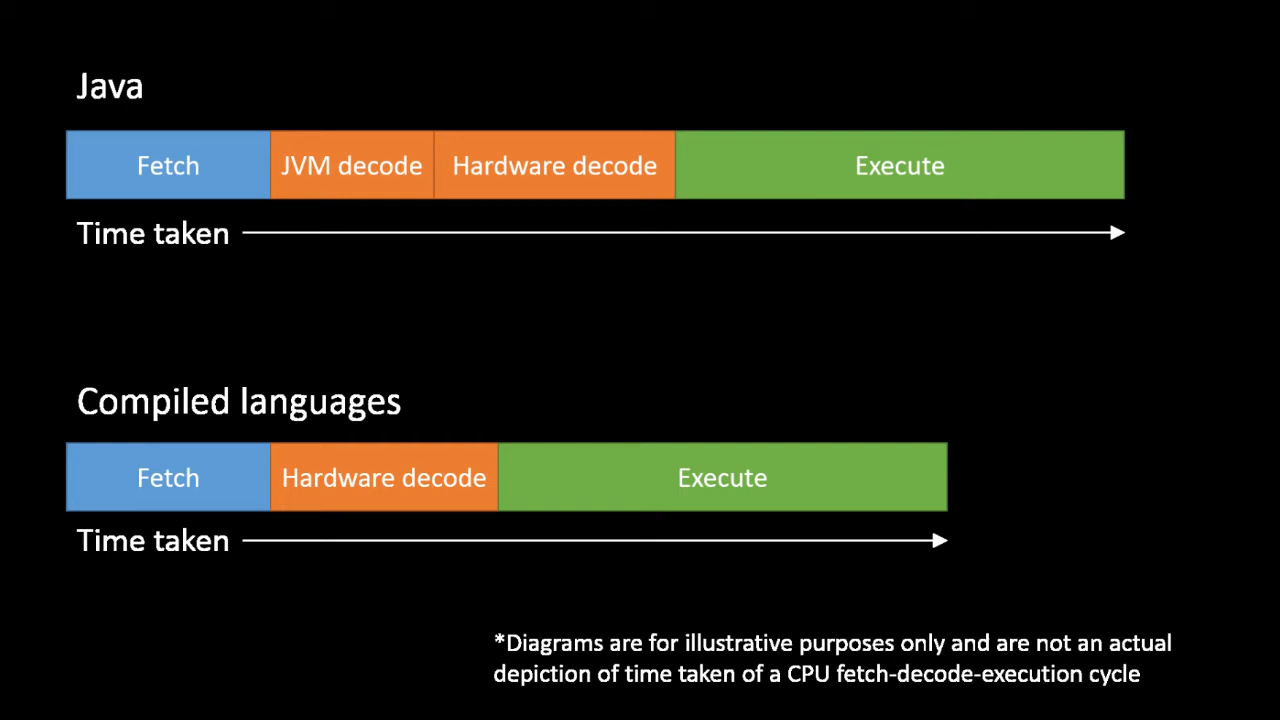 Java
Fetch JVM decode Hardware decode Execute
Time taken
Compiled languages
Fetch Hardware decode Execute
Time taken
*Diagrams are for illustrative purposes only and are not an actual
depiction of time taken of a CPU fetch-decode-execution cycle